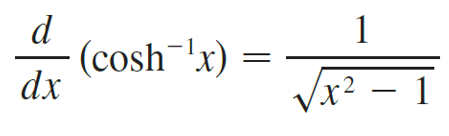 d/dx (cosh⁻¹x) = 1/√(x² − 1)